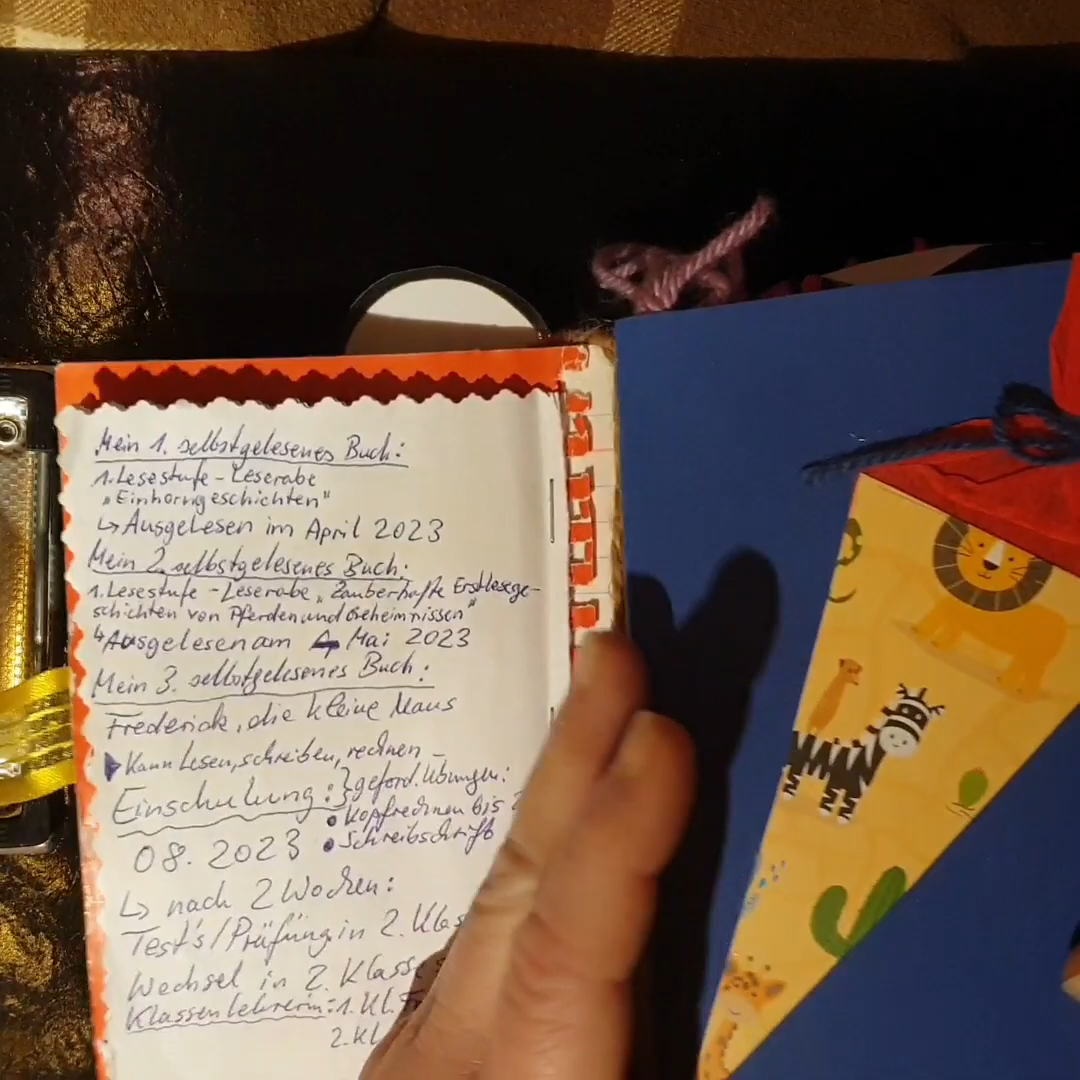 Mein 1. selbstgelesenes Buch:
1. Lesestufe - Leserabe
„Einhorngeschichten"
↳ Ausgelesen im April 2023
Mein 2. selbstgelesenes Buch:
1. Lesestufe - Leserabe „Zauberhafte Erstlesege-
schichten von Pferden und Geheimnissen"
↳ Ausgelesen am 4 Mai 2023
Mein 3. selbstgelesenes Buch:
Frederick, die kleine Maus
Kann Lesen, schreiben, rechnen -
Einschulung: } geford. Übungen:
• Kopfrechnen bis
08.2023 • Schreibschrift
↳ nach 2 Wochen:
Test's/Prüfung in 2. Klas
Wechsel in 2. Klasse
Klassenlehrerin: 1. Kl.
2. Kl